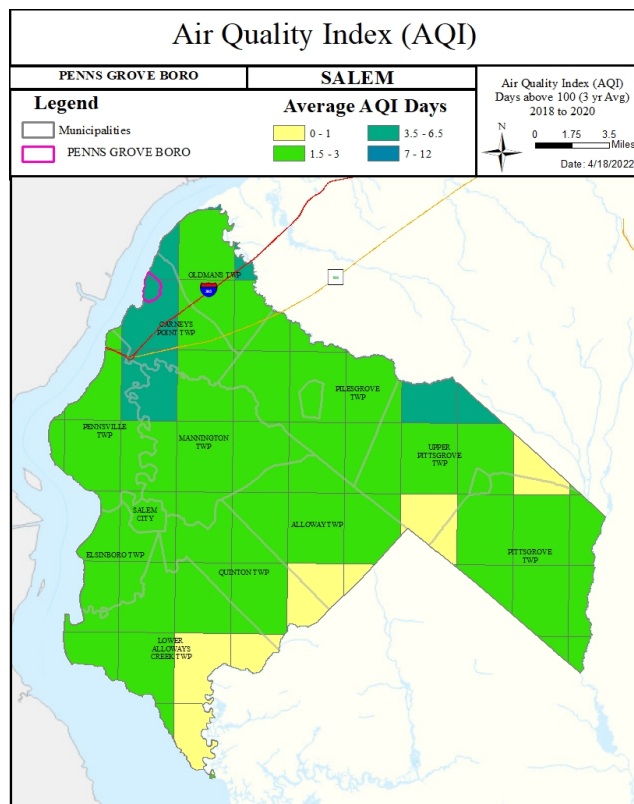 Air Quality Index (AQI)
PENNS GROVE BORO
SALEM
Legend
Municipalities
PENNS GROVE BORO
Average AQI Days
0 - 1
1.5 - 3
3.5 - 6.5
7 - 12
Air Quality Index (AQI)
Days above 100 (3 yr Avg)
2018 to 2020
N
0 1.75 3.5
Miles
Date: 4/18/2022
OLDMANS TWP
CARNEYS
POINT TWP
PILESGROVE
TWP
PENNSVILLE
TWP
MANNINGTON
TWP
UPPER
PITTSGROVE
TWP
SALEM
CITY
ALLOWAY TWP
ELSINBORO TWP
PITTSGROVE
TWP
QUINTON TWP
LOWER
ALLOWAYS
CREEK TWP